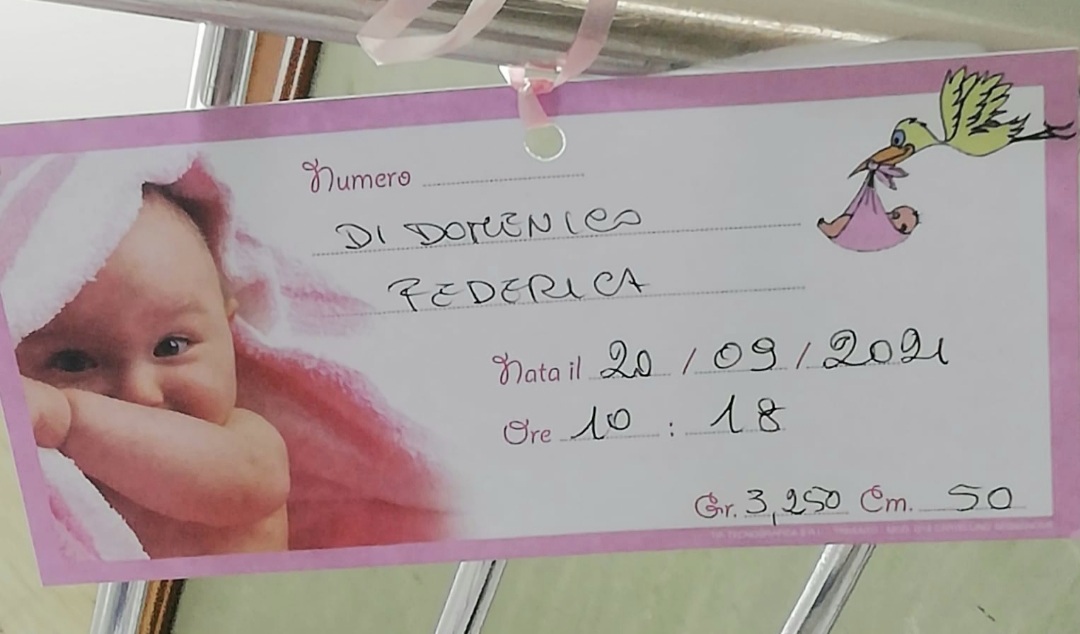 Numero
DI DOMENICO
FEDERICA
Nata il 20 / 09 / 2021
Ore 10 : 18
Gr. 3,250 Cm. 50